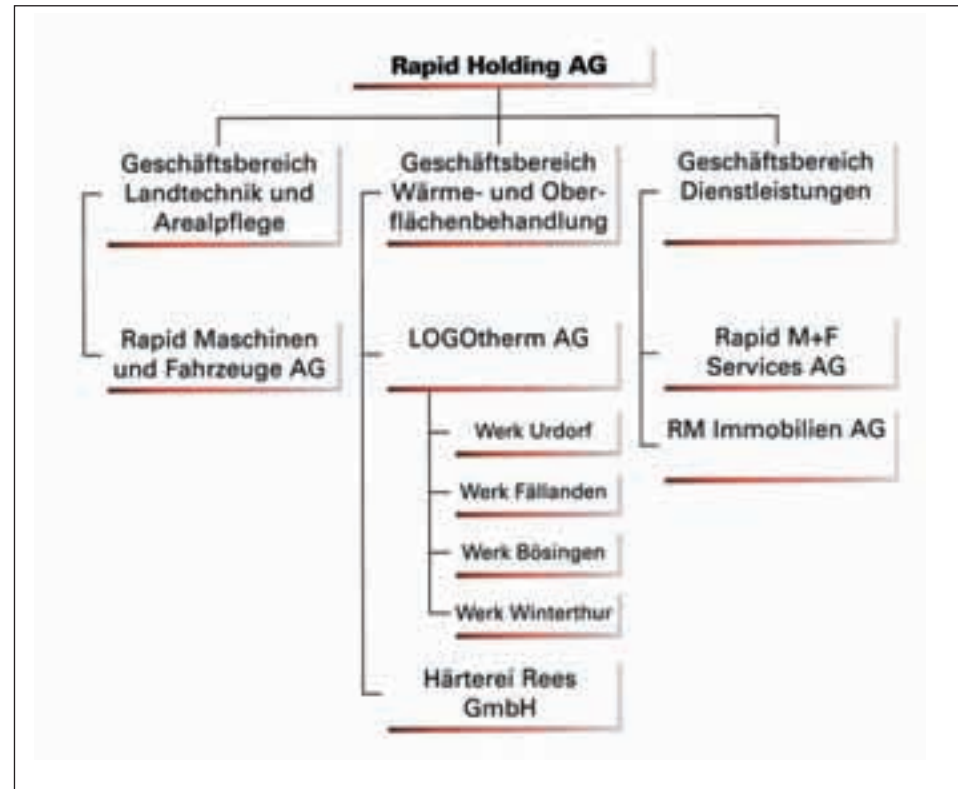 Rapid Holding AG
Geschäftsbereich
Landtechnik und
Arealpflege
Rapid Maschinen
und Fahrzeuge AG
Geschäftsbereich
Wärme- und Ober-
flächenbehandlung
LOGOtherm AG
Werk Urdorf
Werk Fällanden
Werk Bösingen
Werk Winterthur
Härterei Rees
GmbH
Geschäftsbereich
Dienstleistungen
Rapid M+F
Services AG
RM Immobilien AG